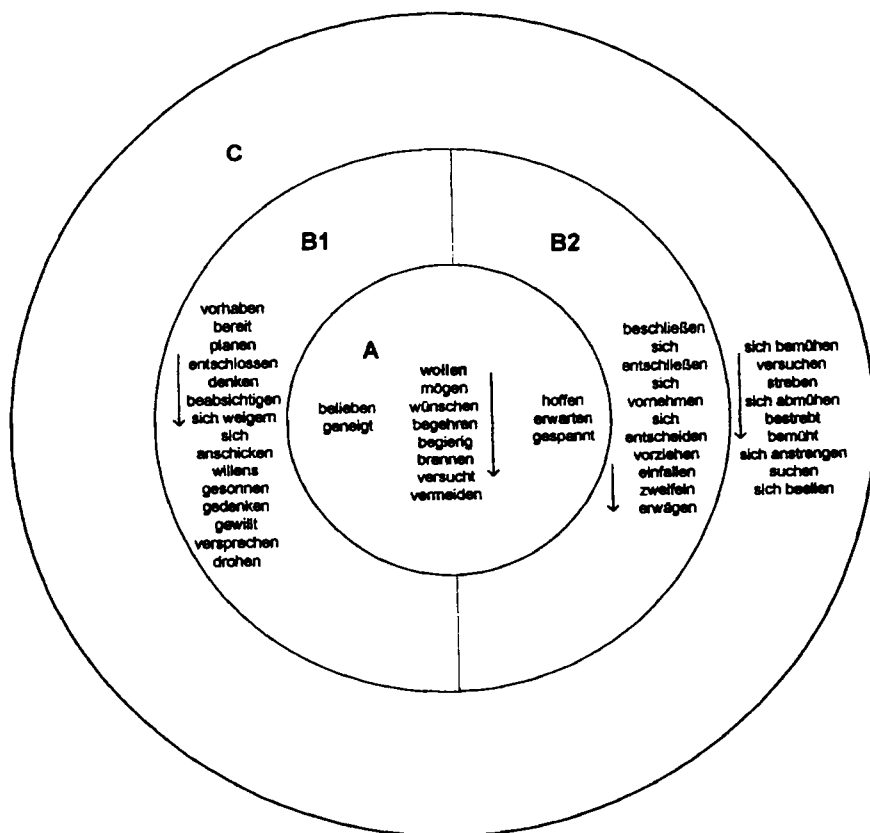 C
B1
B2
vorhaben
bereit
planen
entschlossen
denken
beabsichtigen
sich weigern
sich
anschicken
willens
gesonnen
gedenken
gewillt
versprechen
drohen
A
belieben
geneigt
wollen
mögen
wünschen
begehren
begierig
brennen
versucht
vermeiden
hoffen
erwarten
gespannt
beschließen
sich
entschließen
sich
vornehmen
sich
entscheiden
vorziehen
einfallen
zweifeln
erwägen
sich bemühen
versuchen
streben
sich abmühen
bestrebt
bemüht
sich anstrengen
suchen
sich beeilen